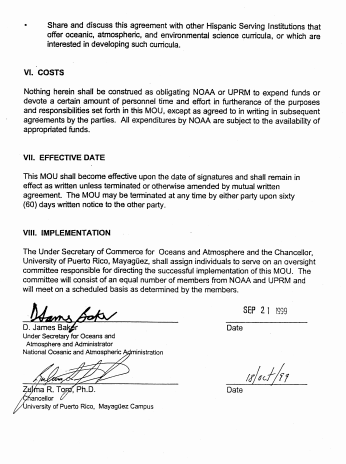 • Share and discuss this agreement with other Hispanic Serving Institutions that
offer oceanic, atmospheric, and environmental science curricula, or which are
interested in developing such curricula.
VI. COSTS
Nothing herein shall be construed as obligating NOAA or UPRM to expend funds or
devote a certain amount of personnel time and effort in furtherance of the purposes
and responsibilities set forth in this MOU, except as agreed to in writing in subsequent
agreements by the parties. All expenditures by NOAA are subject to the availability of
appropriated funds.
VII. EFFECTIVE DATE
This MOU shall become effective upon the date of signatures and shall remain in
effect as written unless terminated or otherwise amended by mutual written
agreement. The MOU may be terminated at any time by either party upon sixty
(60) days written notice to the other party.
VIII. IMPLEMENTATION
The Under Secretary of Commerce for Oceans and Atmosphere and the Chancellor,
University of Puerto Rico, Mayagüez, shall assign individuals to serve on an oversight
committee responsible for directing the successful implementation of this MOU. The
committee will consist of an equal number of members from NOAA and UPRM and
will meet on a scheduled basis as determined by the members.
SEP 21 1999
D. James Baker
Date
Under Secretary for Oceans and
Atmosphere and Administrator
National Oceanic and Atmospheric Administration
18/oct/99
Zulma R. Toro, Ph.D.
Date
Chancellor
University of Puerto Rico, Mayagüez Campus